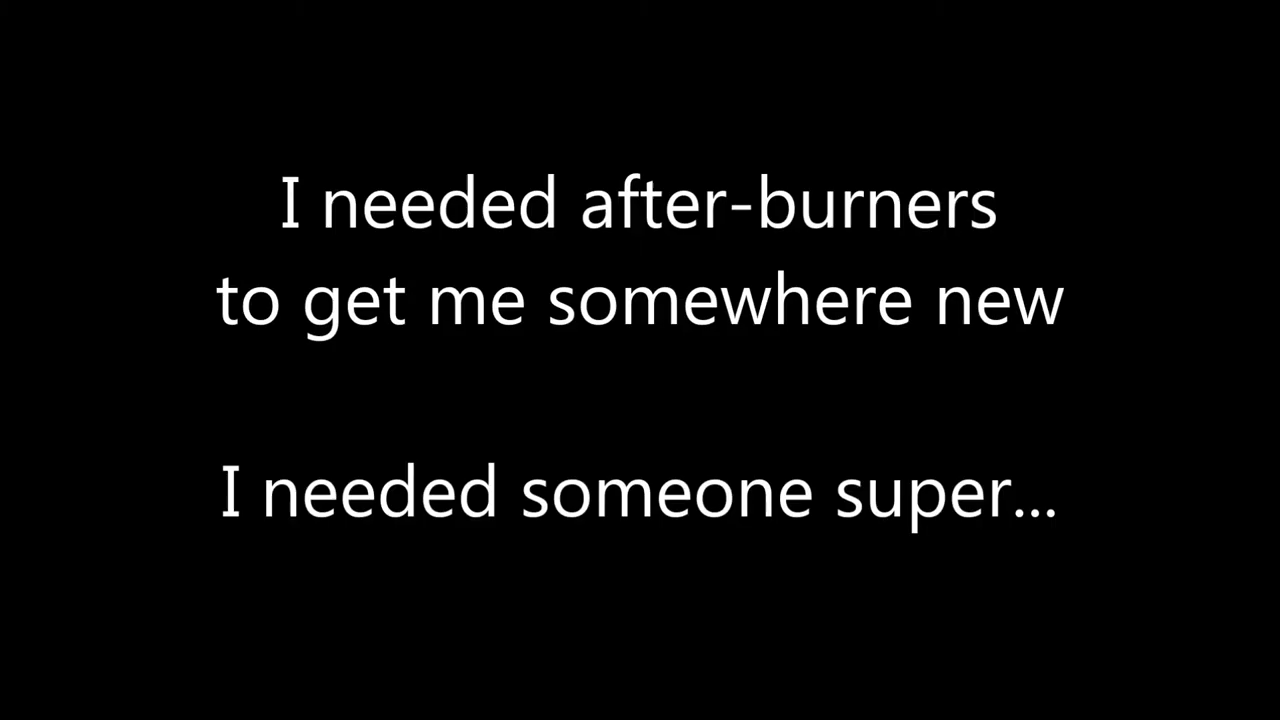 I needed after-burners
to get me somewhere new
I needed someone super...